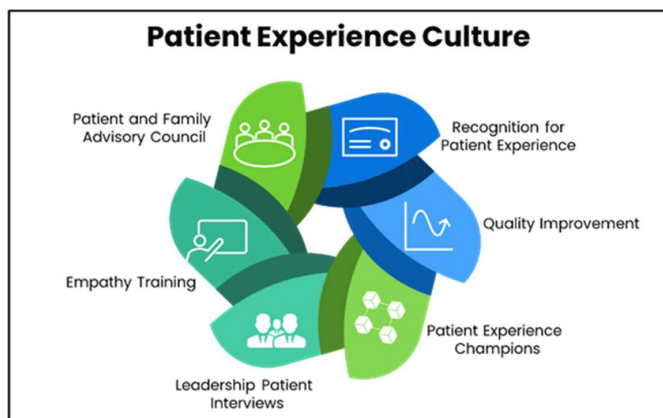 Patient Experience Culture
Patient and Family
Advisory Council
Recognition for
Patient Experience
Quality Improvement
Empathy Training
Patient Experience
Champions
Leadership Patient
Interviews